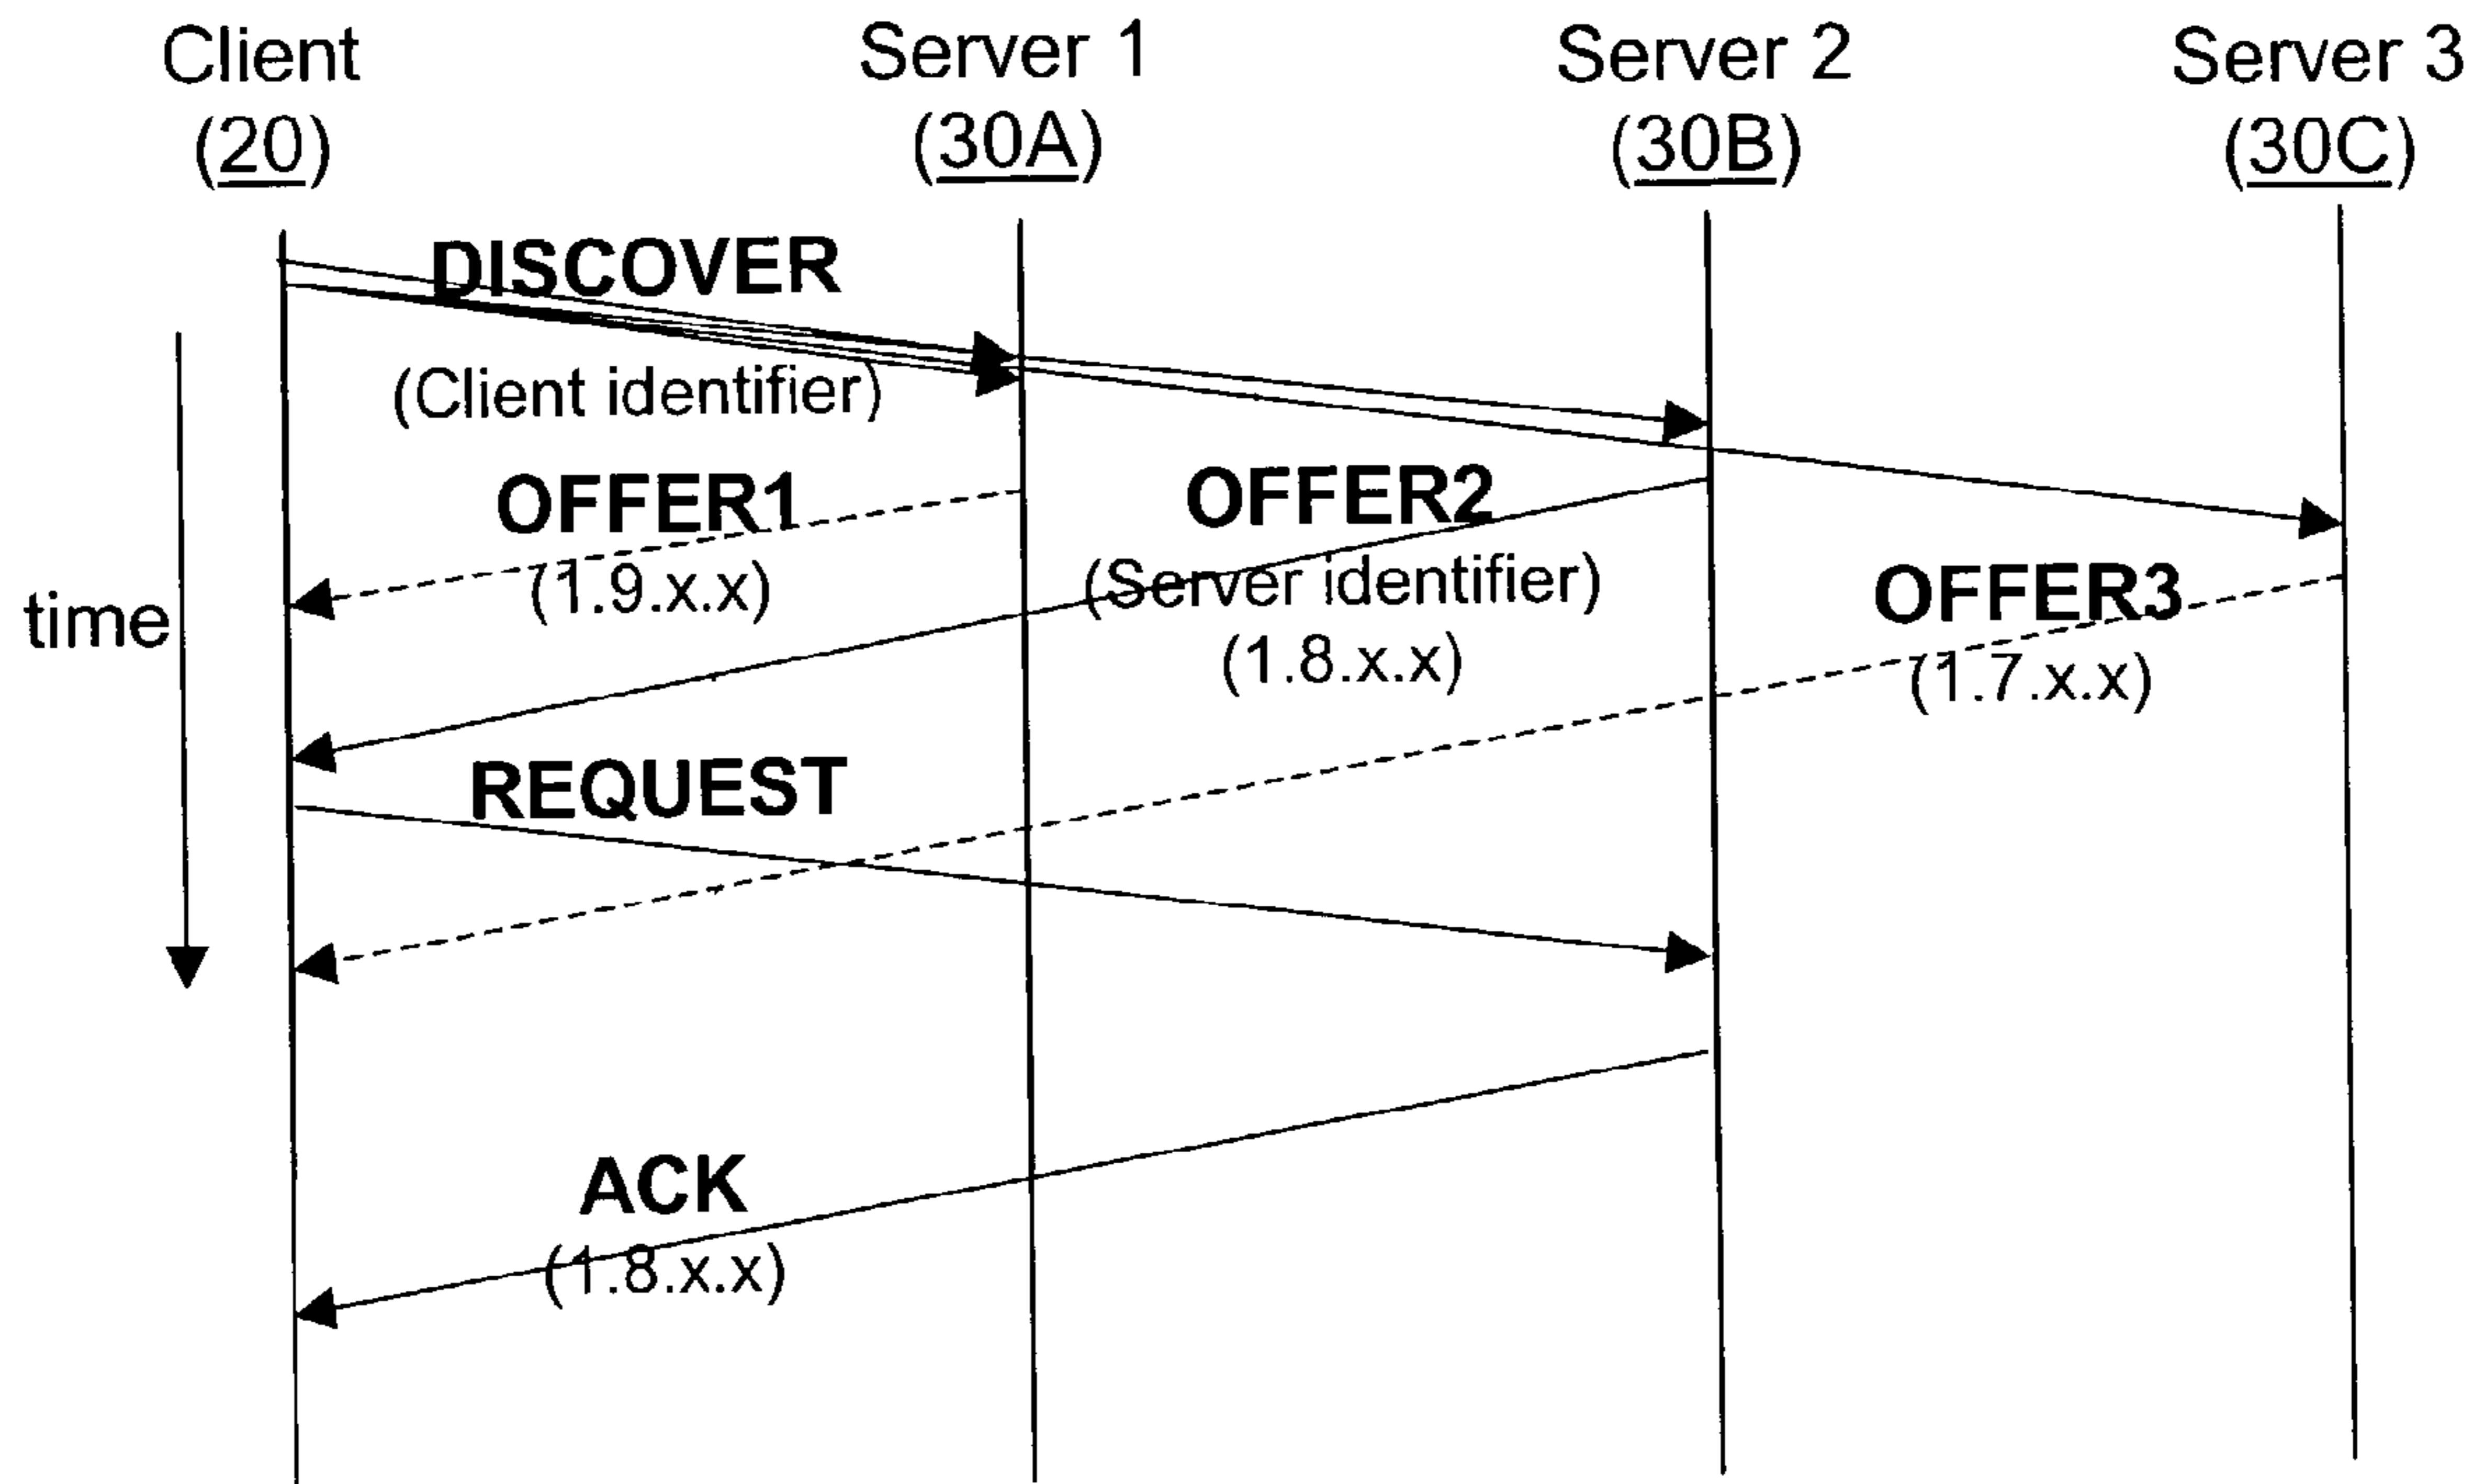 Client
(20)
Server 1
(30A)
Server 2
(30B)
Server 3
(30C)
DISCOVER
(Client identifier)
OFFER1
(1.9.x.x)
OFFER2
(Server identifier)
(1.8.x.x)
OFFER3
(1.7.x.x)
time
REQUEST
ACK
(1.8.x.x)